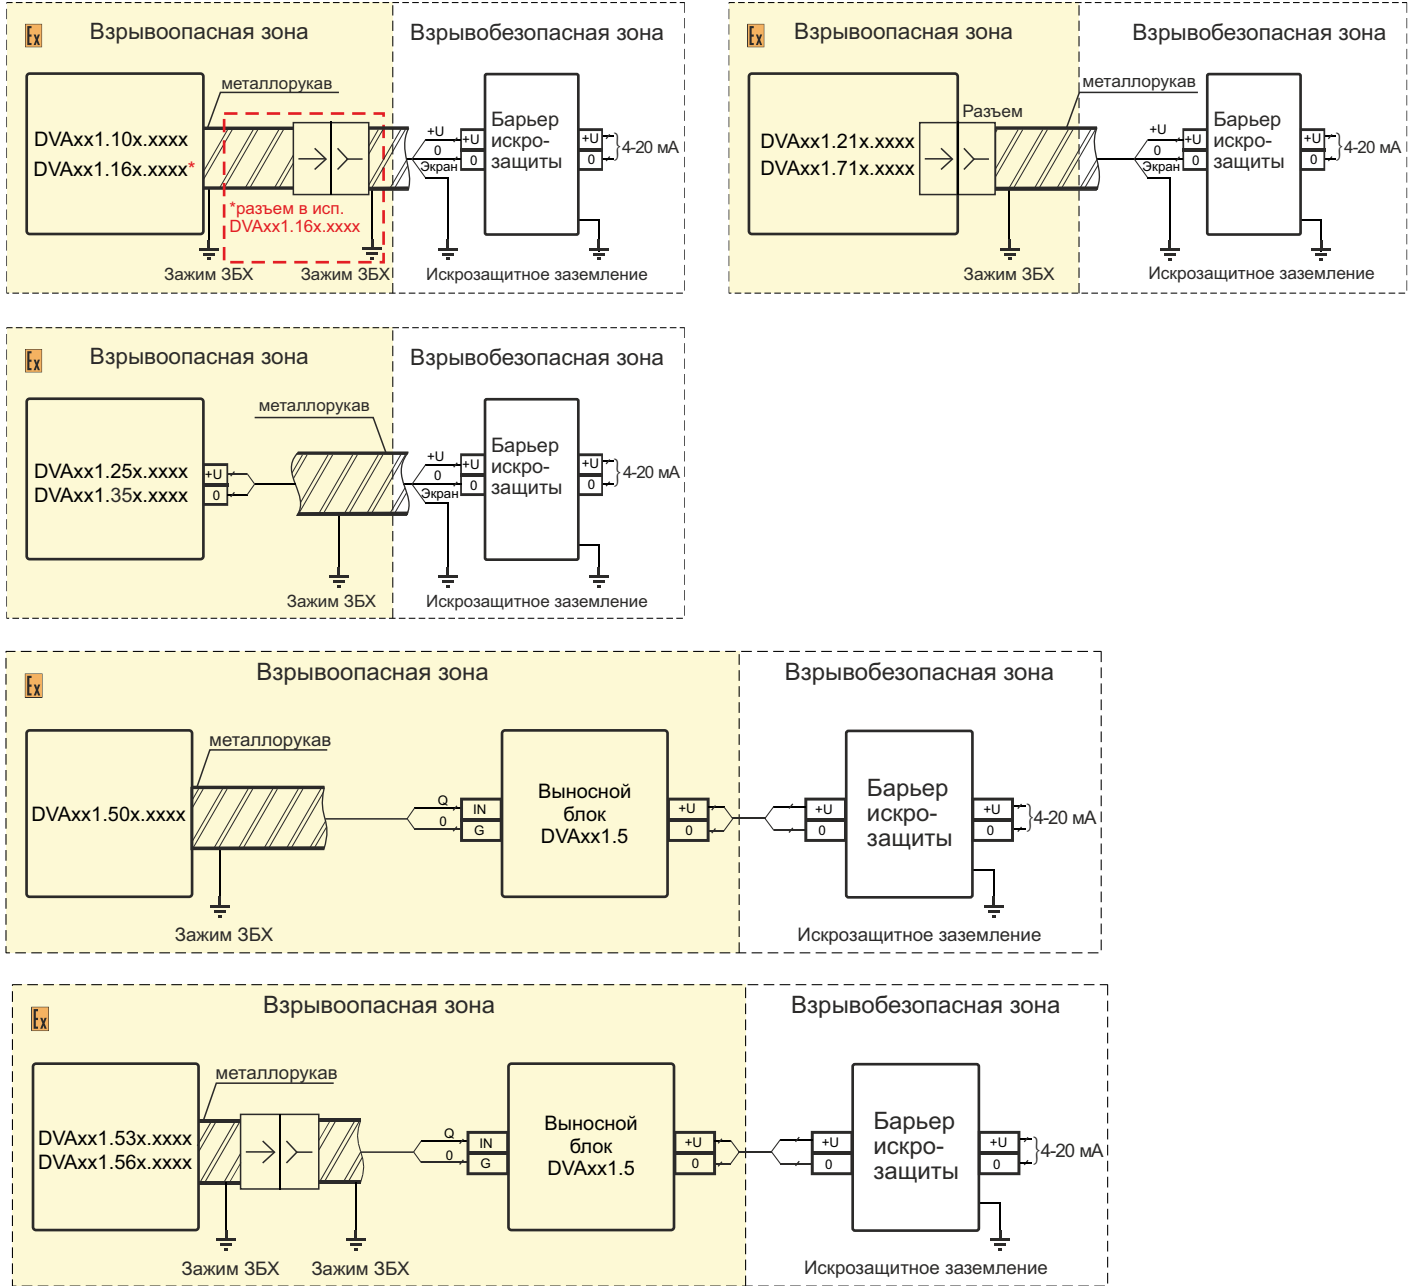 Ex
Взрывоопасная зона
Взрывобезопасная зона
металлорукав
DVAxx1.10x.xxxx
DVAxx1.16x.xxxx*
*разъем в исп.
DVAxx1.16x.xxxx
+U
0
Экран
+U
0
Барьер
искро-
защиты
+U
0
4-20 мА
Зажим ЗБХ
Зажим ЗБХ
Искрозащитное заземление
Ex
Взрывоопасная зона
Взрывобезопасная зона
металлорукав
Разъем
DVAxx1.21x.xxxx
DVAxx1.71x.xxxx
+U
0
Экран
+U
0
Барьер
искро-
защиты
+U
0
4-20 мА
Зажим ЗБХ
Искрозащитное заземление
Ex
Взрывоопасная зона
Взрывобезопасная зона
металлорукав
DVAxx1.25x.xxxx
DVAxx1.35x.xxxx
+U
0
+U
0
Экран
+U
0
Барьер
искро-
защиты
+U
0
4-20 мА
Зажим ЗБХ
Искрозащитное заземление
Ex
Взрывоопасная зона
Взрывобезопасная зона
металлорукав
DVAxx1.50x.xxxx
Q
0
IN
G
Выносной
блок
DVAxx1.5
+U
0
+U
0
Барьер
искро-
защиты
+U
0
4-20 мА
Зажим ЗБХ
Искрозащитное заземление
Ex
Взрывоопасная зона
Взрывобезопасная зона
металлорукав
DVAxx1.53x.xxxx
DVAxx1.56x.xxxx
Q
0
IN
G
Выносной
блок
DVAxx1.5
+U
0
+U
0
Барьер
искро-
защиты
+U
0
4-20 мА
Зажим ЗБХ
Зажим ЗБХ
Искрозащитное заземление